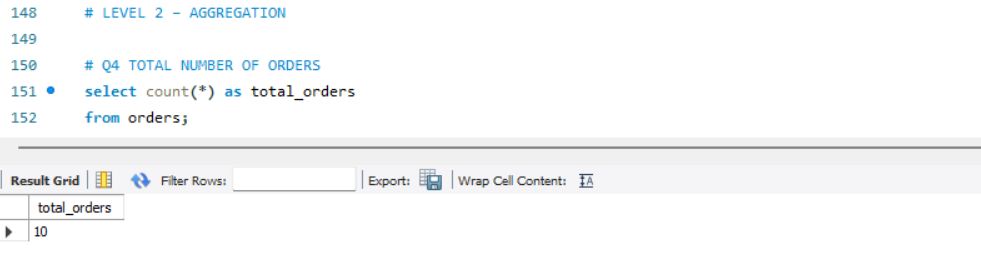 148 # LEVEL 2 – AGGREGATION
149
150 # Q4 TOTAL NUMBER OF ORDERS
151 select count(*) as total_orders
152 from orders;
Result Grid Filter Rows: Export: Wrap Cell Content: IA
total_orders
10